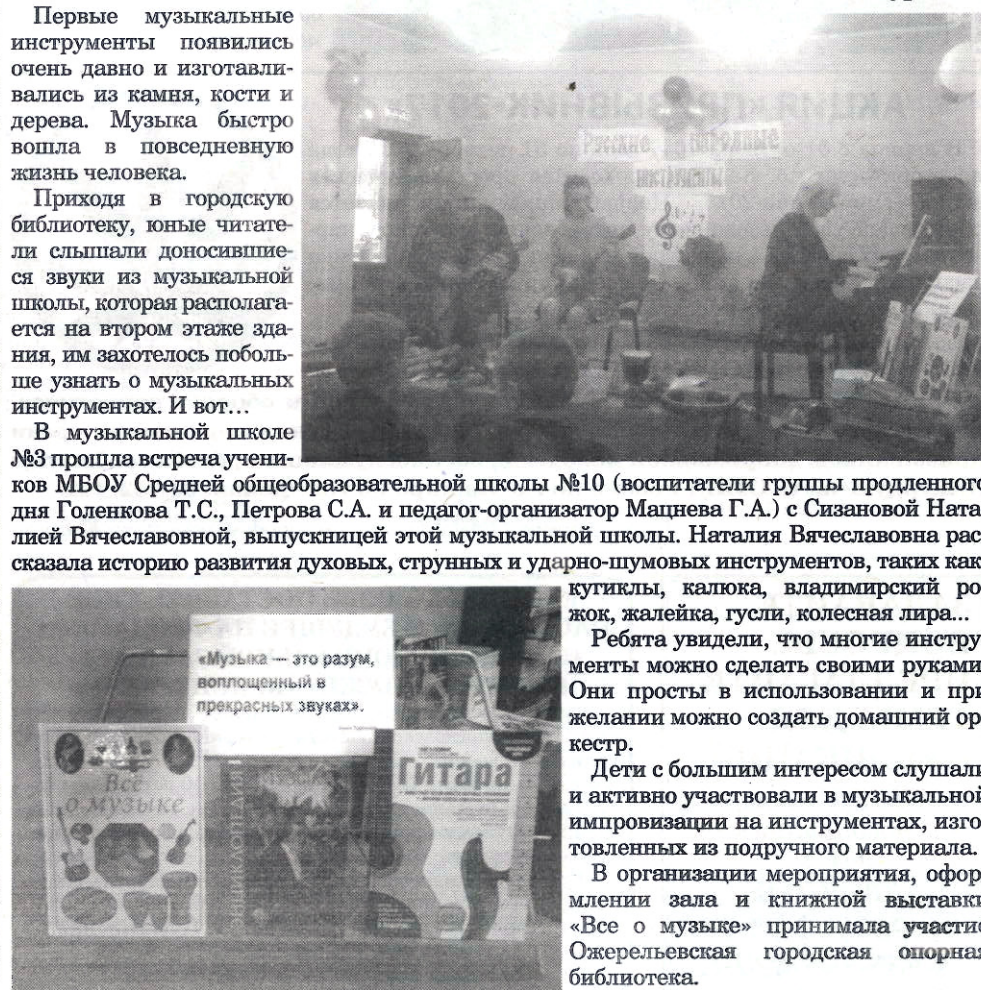 Первые музыкальные
инструменты появились
очень давно и изготавли-
вались из камня, кости и
дерева. Музыка быстро
вошла в повседневную
жизнь человека.
Приходя в городскую
библиотеку, юные читате-
ли слышали доносившие-
ся звуки из музыкальной
школы, которая располага-
ется на втором этаже зда-
ния, им захотелось поболь-
ше узнать о музыкальных
инструментах. И вот...
В музыкальной школе
№3 прошла встреча учени-
ков МБОУ Средней общеобразовательной школы №10 (воспитатели группы продленного
дня Голенкова Т.С., Петрова С.А. и педагог-организатор Мацнева Г.А.) с Сизановой Ната
лией Вячеславовной, выпускницей этой музыкальной школы. Наталия Вячеславовна рас
сказала историю развития духовых, струнных и ударно-шумовых инструментов, таких как
кугиклы, калюка, владимирский ро
жок, жалейка, гусли, колесная лира...
Ребята увидели, что многие инстру
менты можно сделать своими руками
Они просты в использовании и при
желании можно создать домашний ор
кестр.
Дети с большим интересом слушали
и активно участвовали в музыкальной
импровизации на инструментах, изго
товленных из подручного материала.
В организации мероприятия, офор
млении зала и книжной выставки
«Все о музыке» принимала участие
Ожерельевская городская опорная
библиотека.
Русские народные
инструменты
«Музыка — это разум,
воплощенный в
прекрасных звуках».
Всё
о музыке
ЭНЦИКЛОПЕДИЯ
Гитара
АКЦИЯ «ПРИЗЫВНИК-2017»